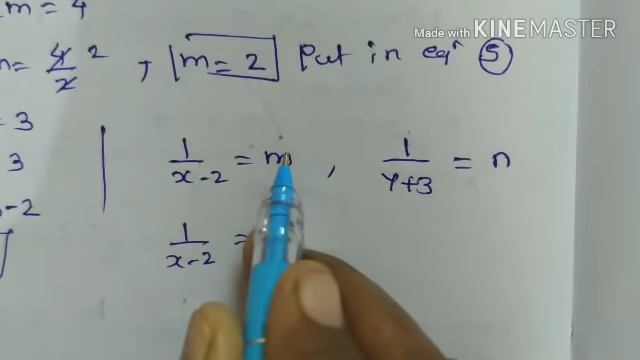 Made with KINEMASTER
m = 4
= 4/2 2 , m = 2 Put in eqn 5
= 3
3
-2
1/x-2 = m , 1/y+3 = n
1/x-2 =